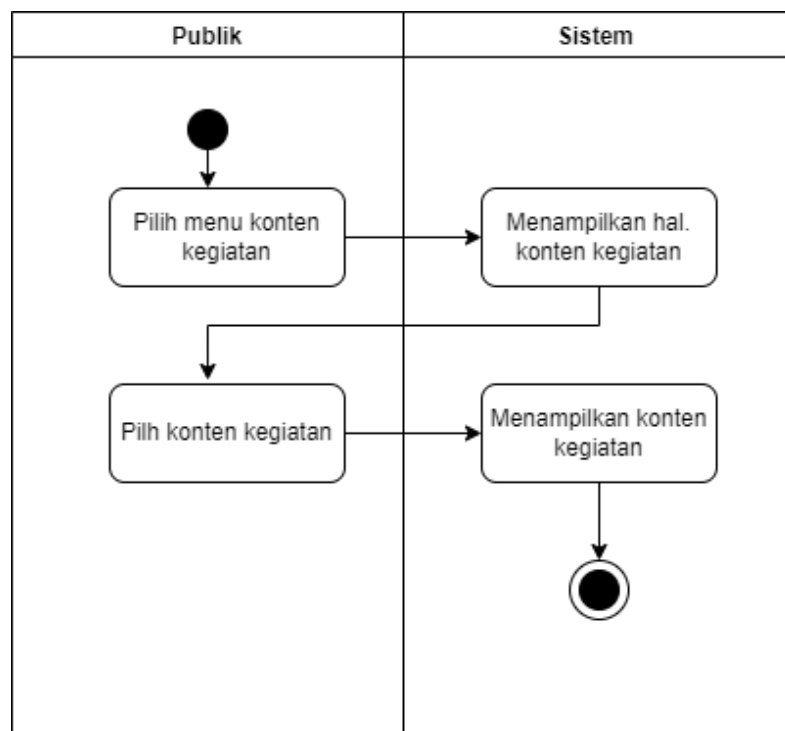 Publik
Sistem
Pilih menu konten
kegiatan
Menampilkan hal.
konten kegiatan
Pilh konten kegiatan
Menampilkan konten
kegiatan